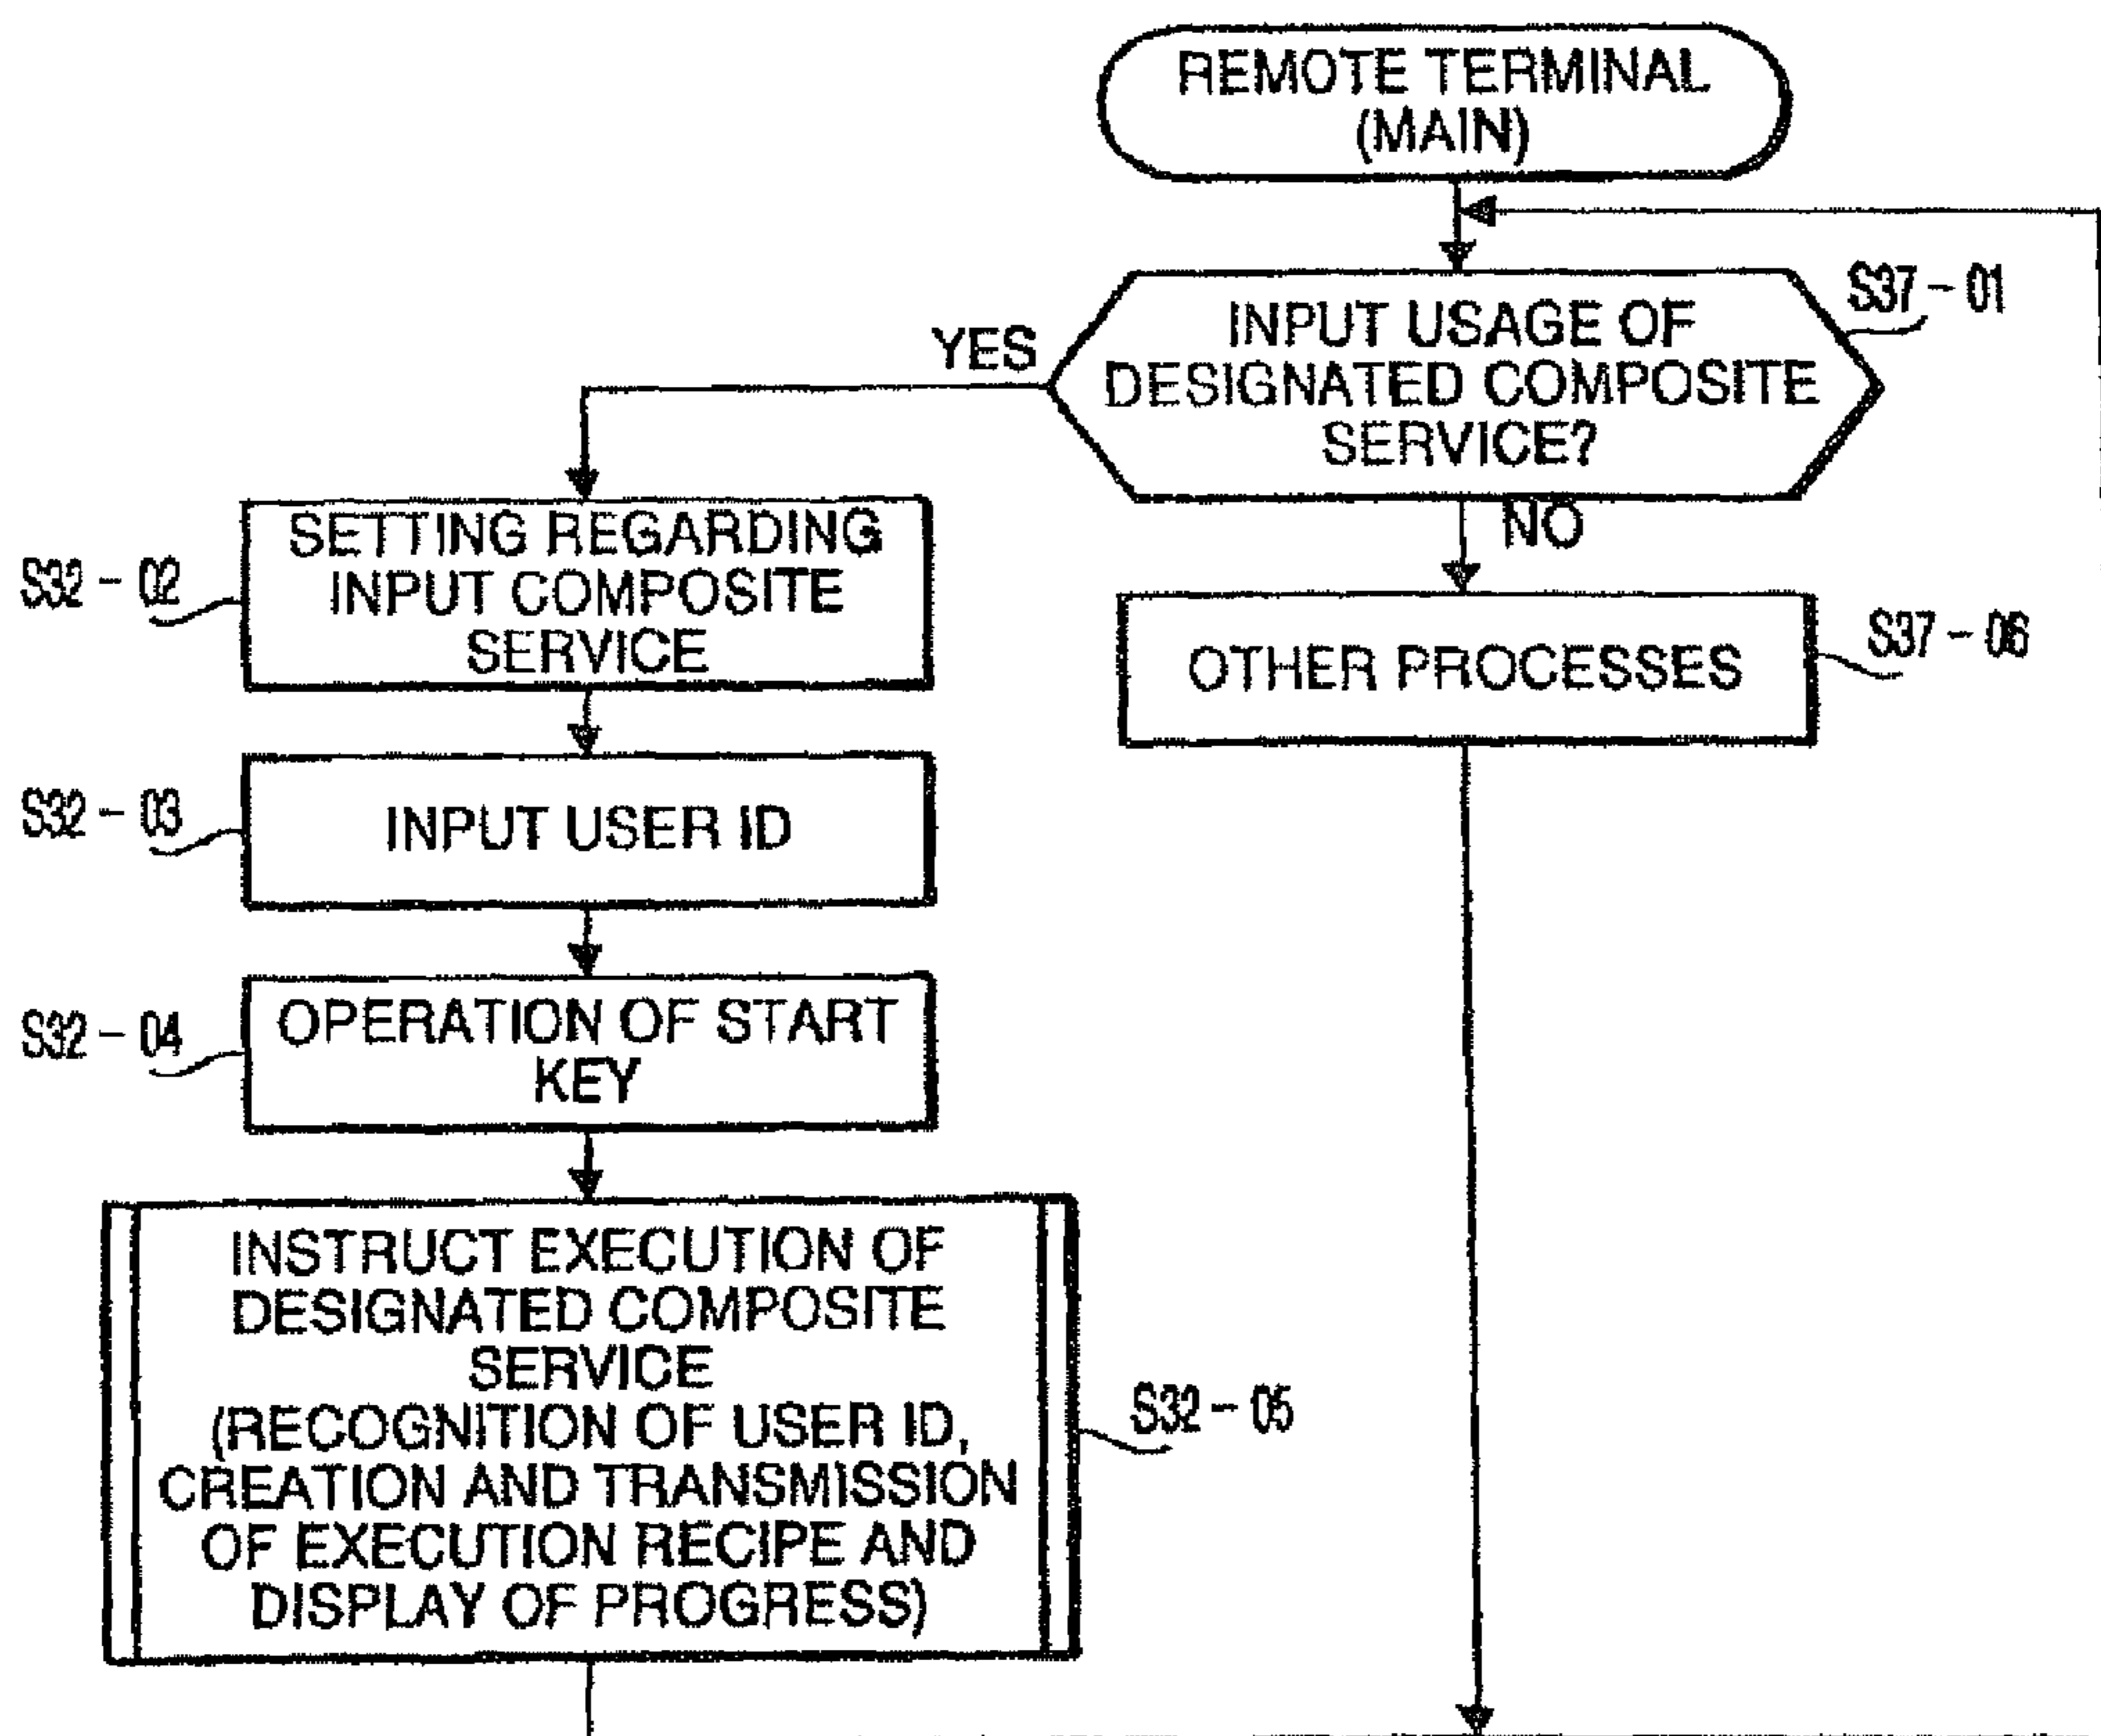 REMOTE TERMINAL
(MAIN)
S37-01
INPUT USAGE OF
DESIGNATED COMPOSITE
SERVICE?
YES
NO
S32-02
SETTING REGARDING
INPUT COMPOSITE
SERVICE
S37-06
OTHER PROCESSES
S32-03
INPUT USER ID
S32-04
OPERATION OF START
KEY
INSTRUCT EXECUTION OF
DESIGNATED COMPOSITE
SERVICE
(RECOGNITION OF USER ID,
CREATION AND TRANSMISSION
OF EXECUTION RECIPE AND
DISPLAY OF PROGRESS)
S32-05